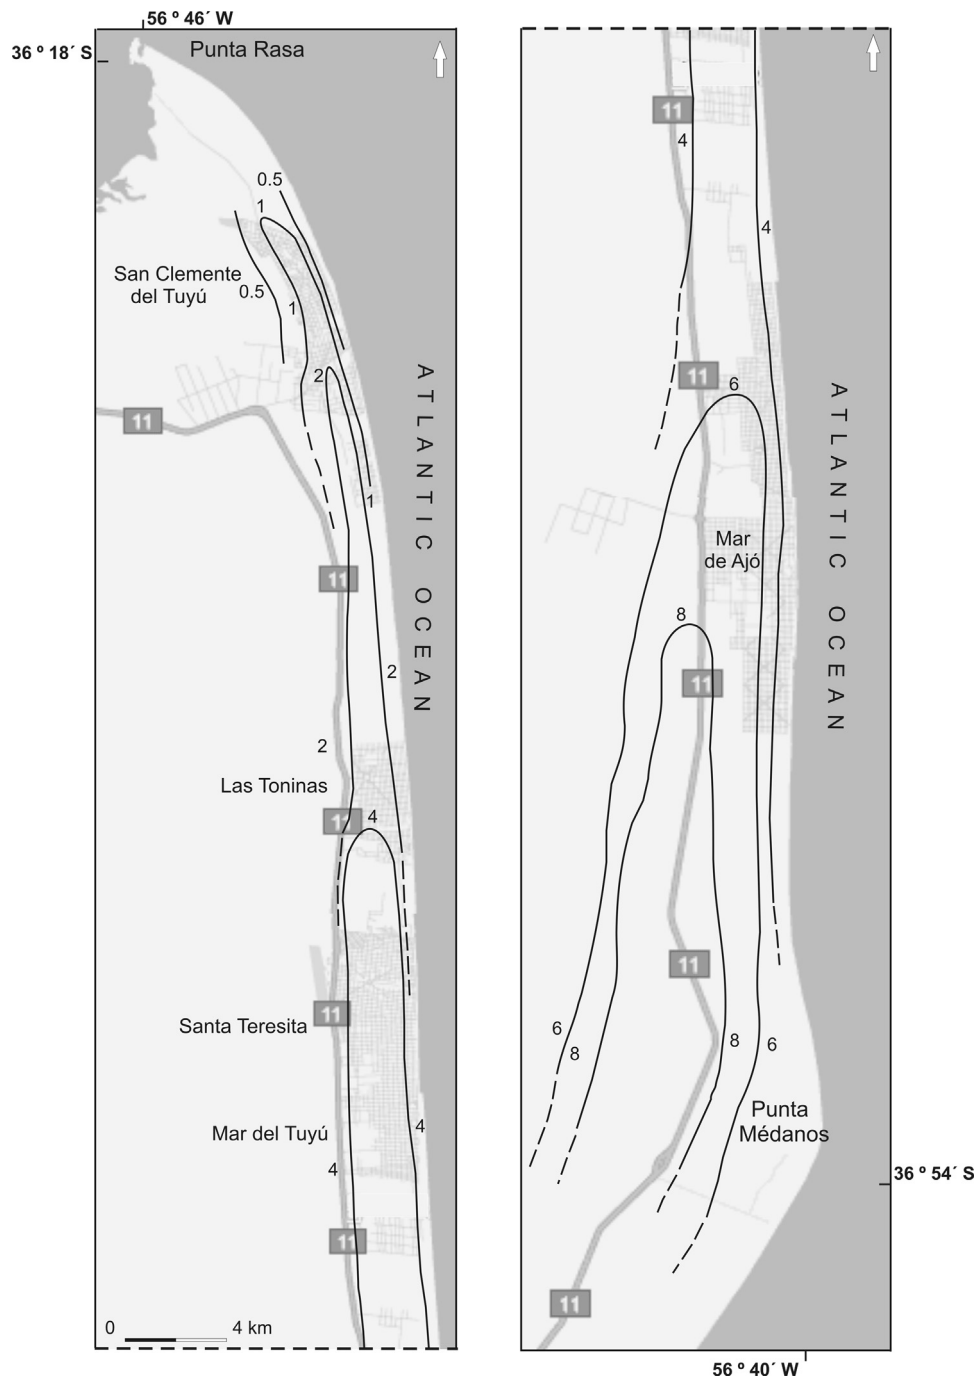 56 º 46´ W
36 º 18´ S
Punta Rasa
0.5
1
San Clemente
del Tuyú
0.5
1
2
11
1
11
2
2
Las Toninas
11
4
Santa Teresita
11
Mar del Tuyú
4
4
11
0
4 km
ATLANTIC OCEAN
11
4
4
11
6
Mar
de Ajó
8
11
11
6
8
8
6
Punta
Médanos
11
ATLANTIC OCEAN
36 º 54´ S
56 º 40´ W